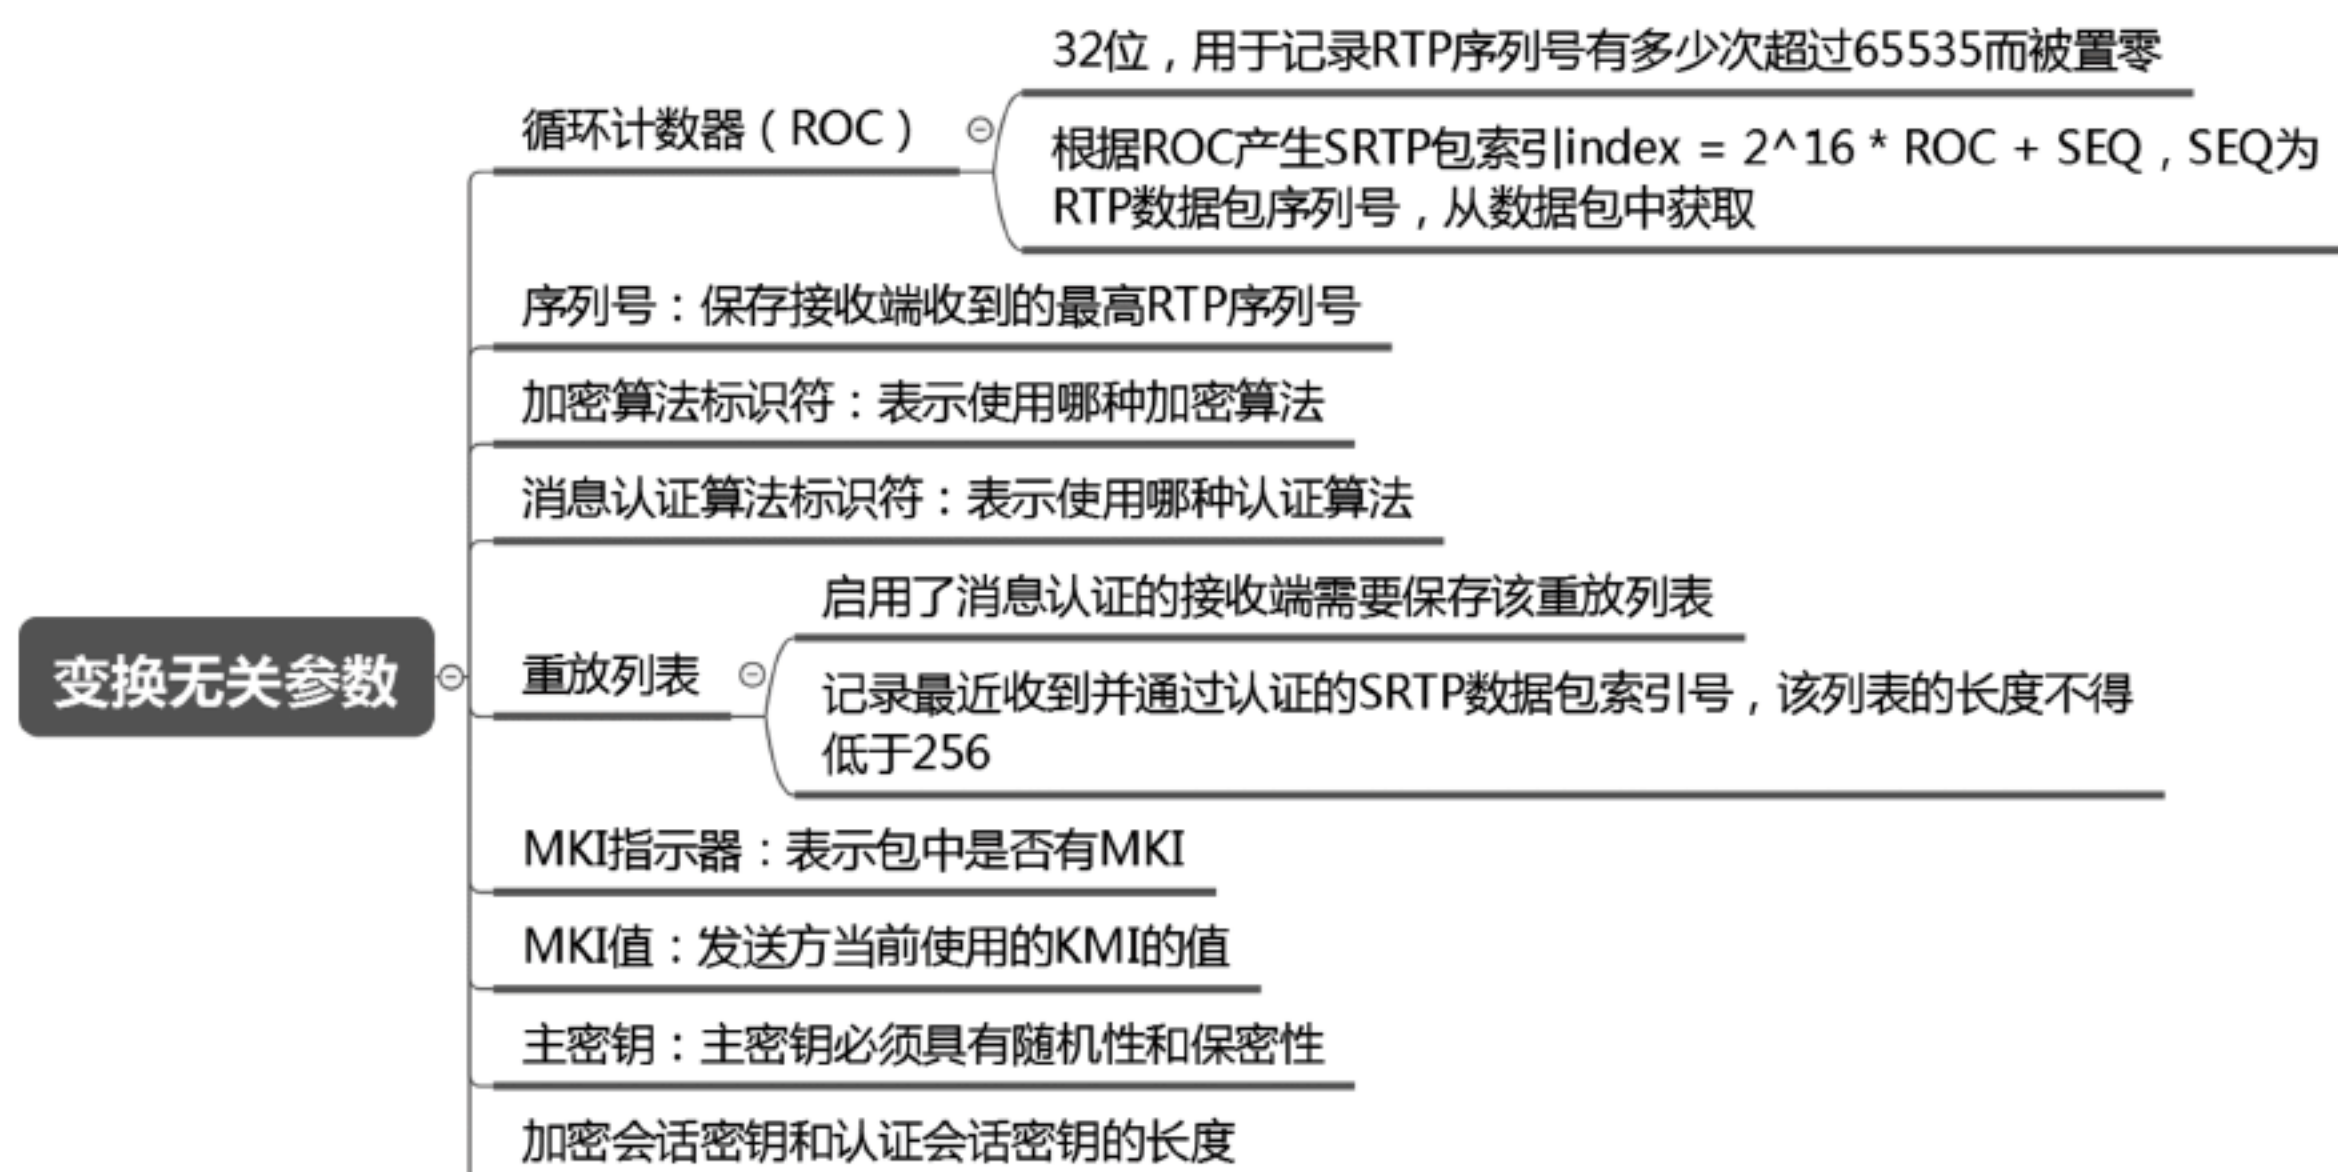 32位，用于记录RTP序列号有多少次超过65535而被置零
循环计数器（ROC）
根据ROC产生SRTP包索引index = 2^16 * ROC + SEQ，SEQ为
RTP数据包序列号，从数据包中获取
序列号：保存接收端收到的最高RTP序列号
加密算法标识符：表示使用哪种加密算法
消息认证算法标识符：表示使用哪种认证算法
启用了消息认证的接收端需要保存该重放列表
变换无关参数
重放列表
记录最近收到并通过认证的SRTP数据包索引号，该列表的长度不得
低于256
MKI指示器：表示包中是否有MKI
MKI值：发送方当前使用的KMI的值
主密钥：主密钥必须具有随机性和保密性
加密会话密钥和认证会话密钥的长度